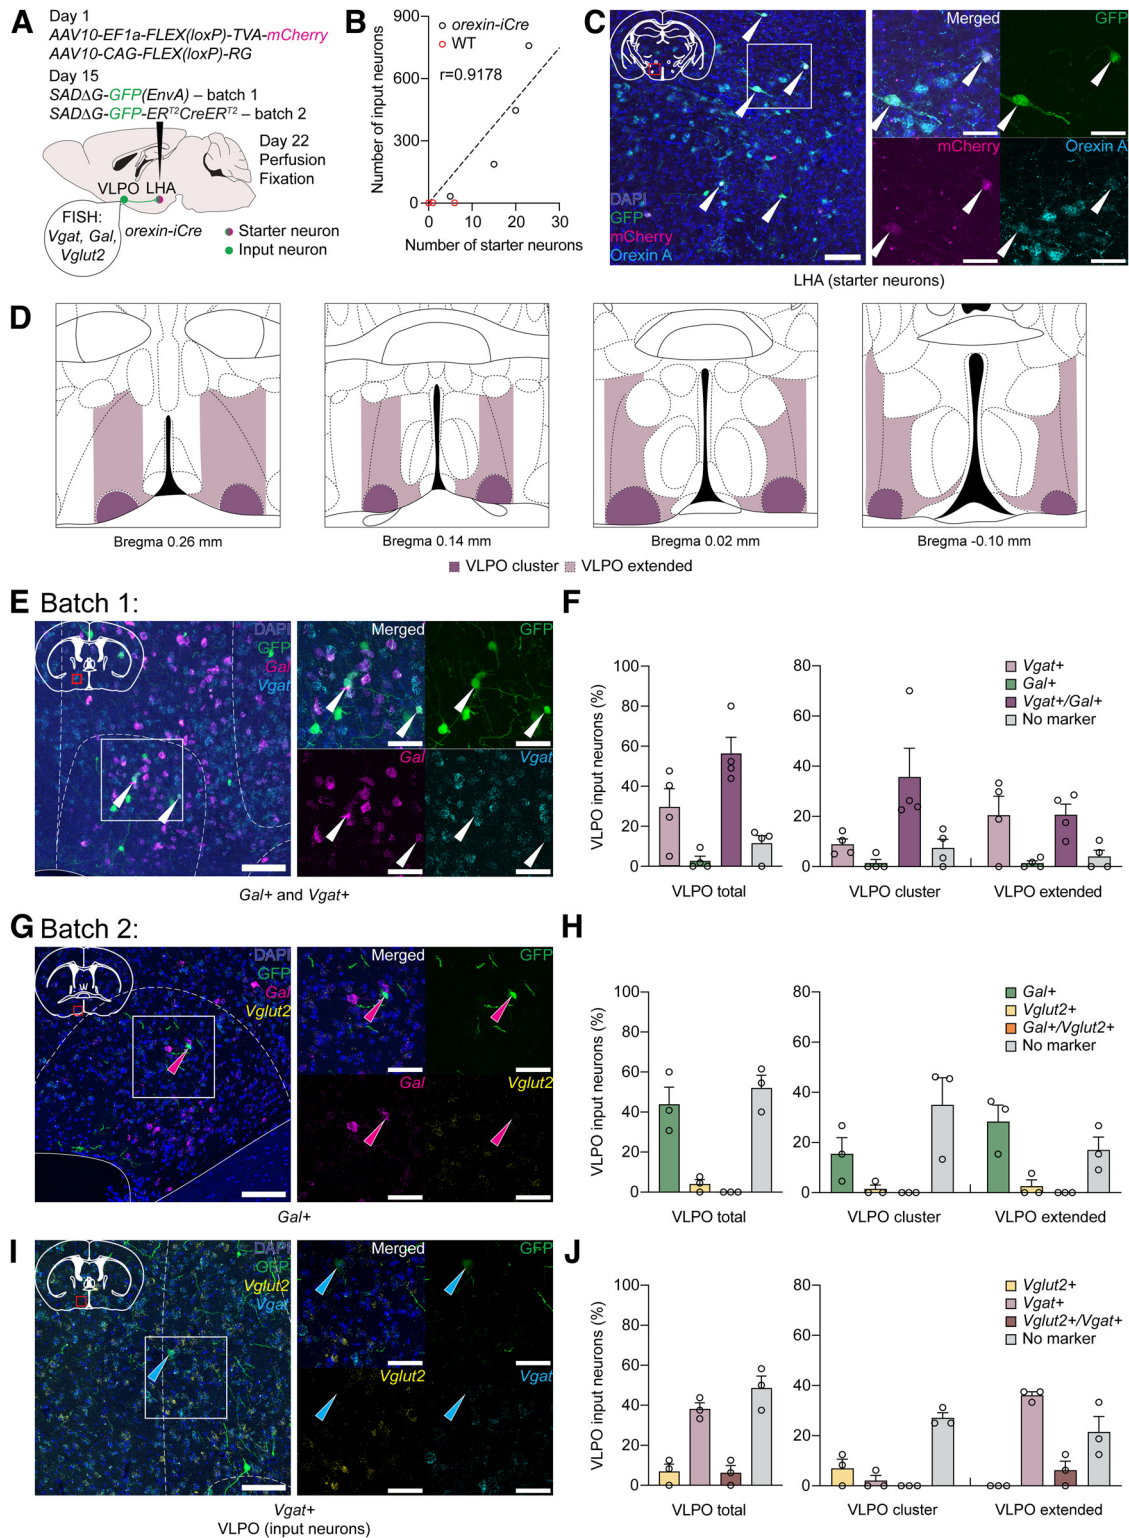 A
Day 1
AAV10-EF1a-FLEX(loxP)-TVA-mCherry
AAV10-CAG-FLEX(loxP)-RG
Day 15
SADΔG-GFP(EnvA) – batch 1
SADΔG-GFP-ERT2CreERT2 – batch 2
Day 22
Perfusion
Fixation
VLPO LHA
FISH:
Vgat, Gal,
Vglut2
orexin-iCre
Starter neuron
Input neuron
B
Number of input neurons
900
600
300
0
orexin-iCre
WT
r=0.9178
0 10 20 30
Number of starter neurons
C
DAPI
GFP
mCherry
Orexin A
Merged
GFP
mCherry
Orexin A
LHA (starter neurons)
D
Bregma 0.26 mm
Bregma 0.14 mm
Bregma 0.02 mm
Bregma -0.10 mm
VLPO cluster
VLPO extended
E Batch 1:
DAPI
GFP
Gal
Vgat
Merged
GFP
Gal
Vgat
Gal+ and Vgat+
F
VLPO input neurons (%)
100
80
60
40
20
0
VLPO total
80
60
40
20
0
VLPO cluster
VLPO extended
Vgat+
Gal+
Vgat+/Gal+
No marker
G Batch 2:
DAPI
GFP
Gal
Vglut2
Merged
GFP
Gal
Vglut2
Gal+
H
VLPO input neurons (%)
100
80
60
40
20
0
VLPO total
80
60
40
20
0
VLPO cluster
VLPO extended
Gal+
Vglut2+
Gal+/Vglut2+
No marker
I
DAPI
GFP
Vglut2
Vgat
Merged
GFP
Vglut2
Vgat
Vgat+
VLPO (input neurons)
J
VLPO input neurons (%)
100
80
60
40
20
0
VLPO total
80
60
40
20
0
VLPO cluster
VLPO extended
Vglut2+
Vgat+
Vglut2+/Vgat+
No marker